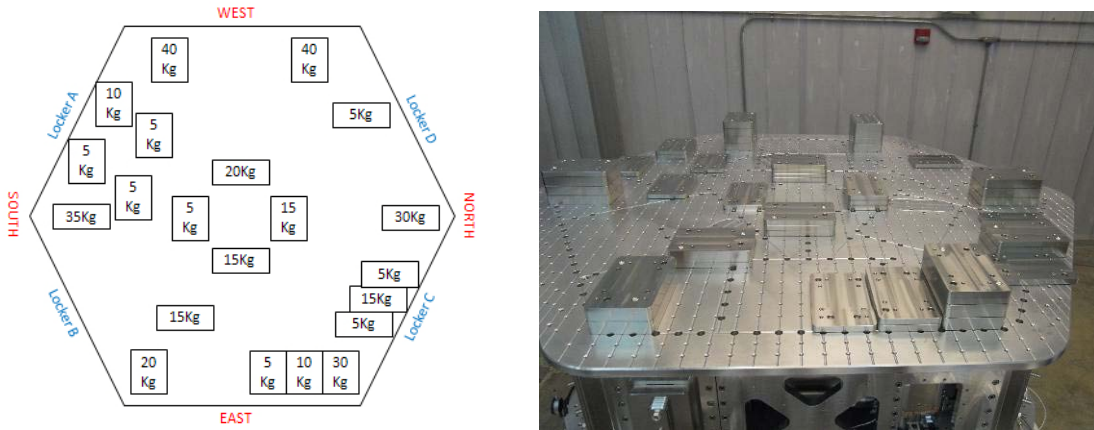 WEST
40
Kg
40
Kg
10
Kg
Locker A
5Kg
Locker D
5
Kg
5
Kg
20Kg
5
Kg
SOUTH
35Kg
5
Kg
15
Kg
30Kg
NORTH
15Kg
5Kg
15Kg
Locker C
5Kg
Locker B
15Kg
20
Kg
5
Kg
10
Kg
30
Kg
EAST